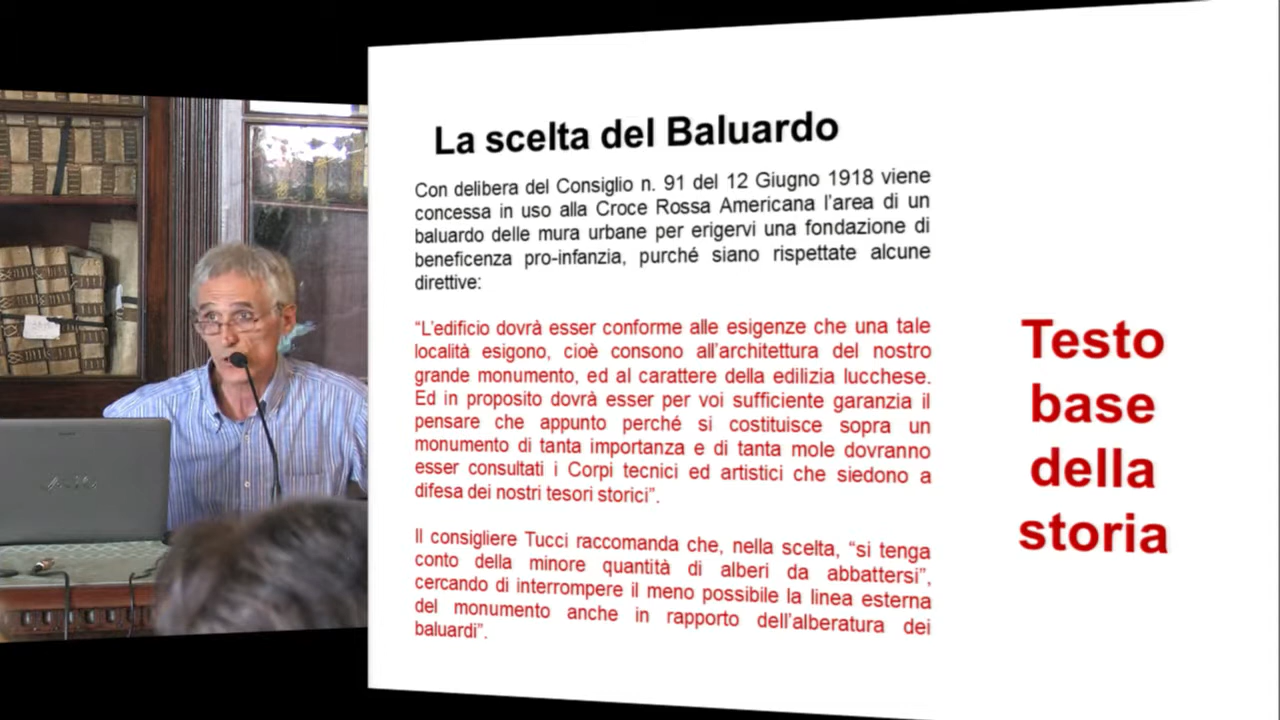 La scelta del Baluardo
Con delibera del Consiglio n. 91 del 12 Giugno 1918 viene
concessa in uso alla Croce Rossa Americana l'area di un
baluardo delle mura urbane per erigervi una fondazione di
beneficenza pro-infanzia, purché siano rispettate alcune
direttive:
“L'edificio dovrà esser conforme alle esigenze che una tale
località esigono, cioè consono all'architettura del nostro
grande monumento, ed al carattere della edilizia lucchese.
Ed in proposito dovrà esser per voi sufficiente garanzia il
pensare che appunto perché si costituisce sopra un
monumento di tanta importanza e di tanta mole dovranno
esser consultati i Corpi tecnici ed artistici che siedono a
difesa dei nostri tesori storici”.
Il consigliere Tucci raccomanda che, nella scelta, “si tenga
conto della minore quantità di alberi da abbattersi”,
cercando di interrompere il meno possibile la linea esterna
del monumento anche in rapporto dell'alberatura dei
baluardi”.
Testo
base
della
storia
VAIO